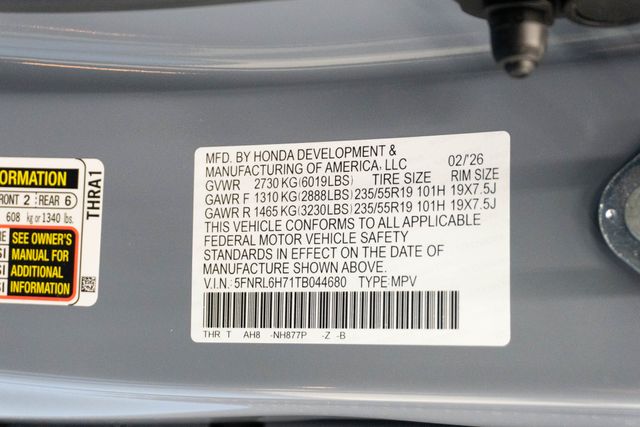 ORMATION
RONT 2 REAR 6
608 kg or 1340 lbs.
SEE OWNER'S
MANUAL FOR
ADDITIONAL
INFORMATION
THRA1
MFD. BY HONDA DEVELOPMENT &
MANUFACTURING OF AMERICA, LLC 02/'26
GVWR 2730 KG(6019LBS) TIRE SIZE RIM SIZE
GAWR F 1310 KG(2888LBS)235/55R19 101H 19X7.5J
GAWR R 1465 KG(3230LBS)235/55R19 101H 19X7.5J
THIS VEHICLE CONFORMS TO ALL APPLICABLE
FEDERAL MOTOR VEHICLE SAFETY
STANDARDS IN EFFECT ON THE DATE OF
MANUFACTURE SHOWN ABOVE.
V.I.N.: 5FNRL6H71TB044680 TYPE: MPV
THR T AH8 -NH877P -Z -B